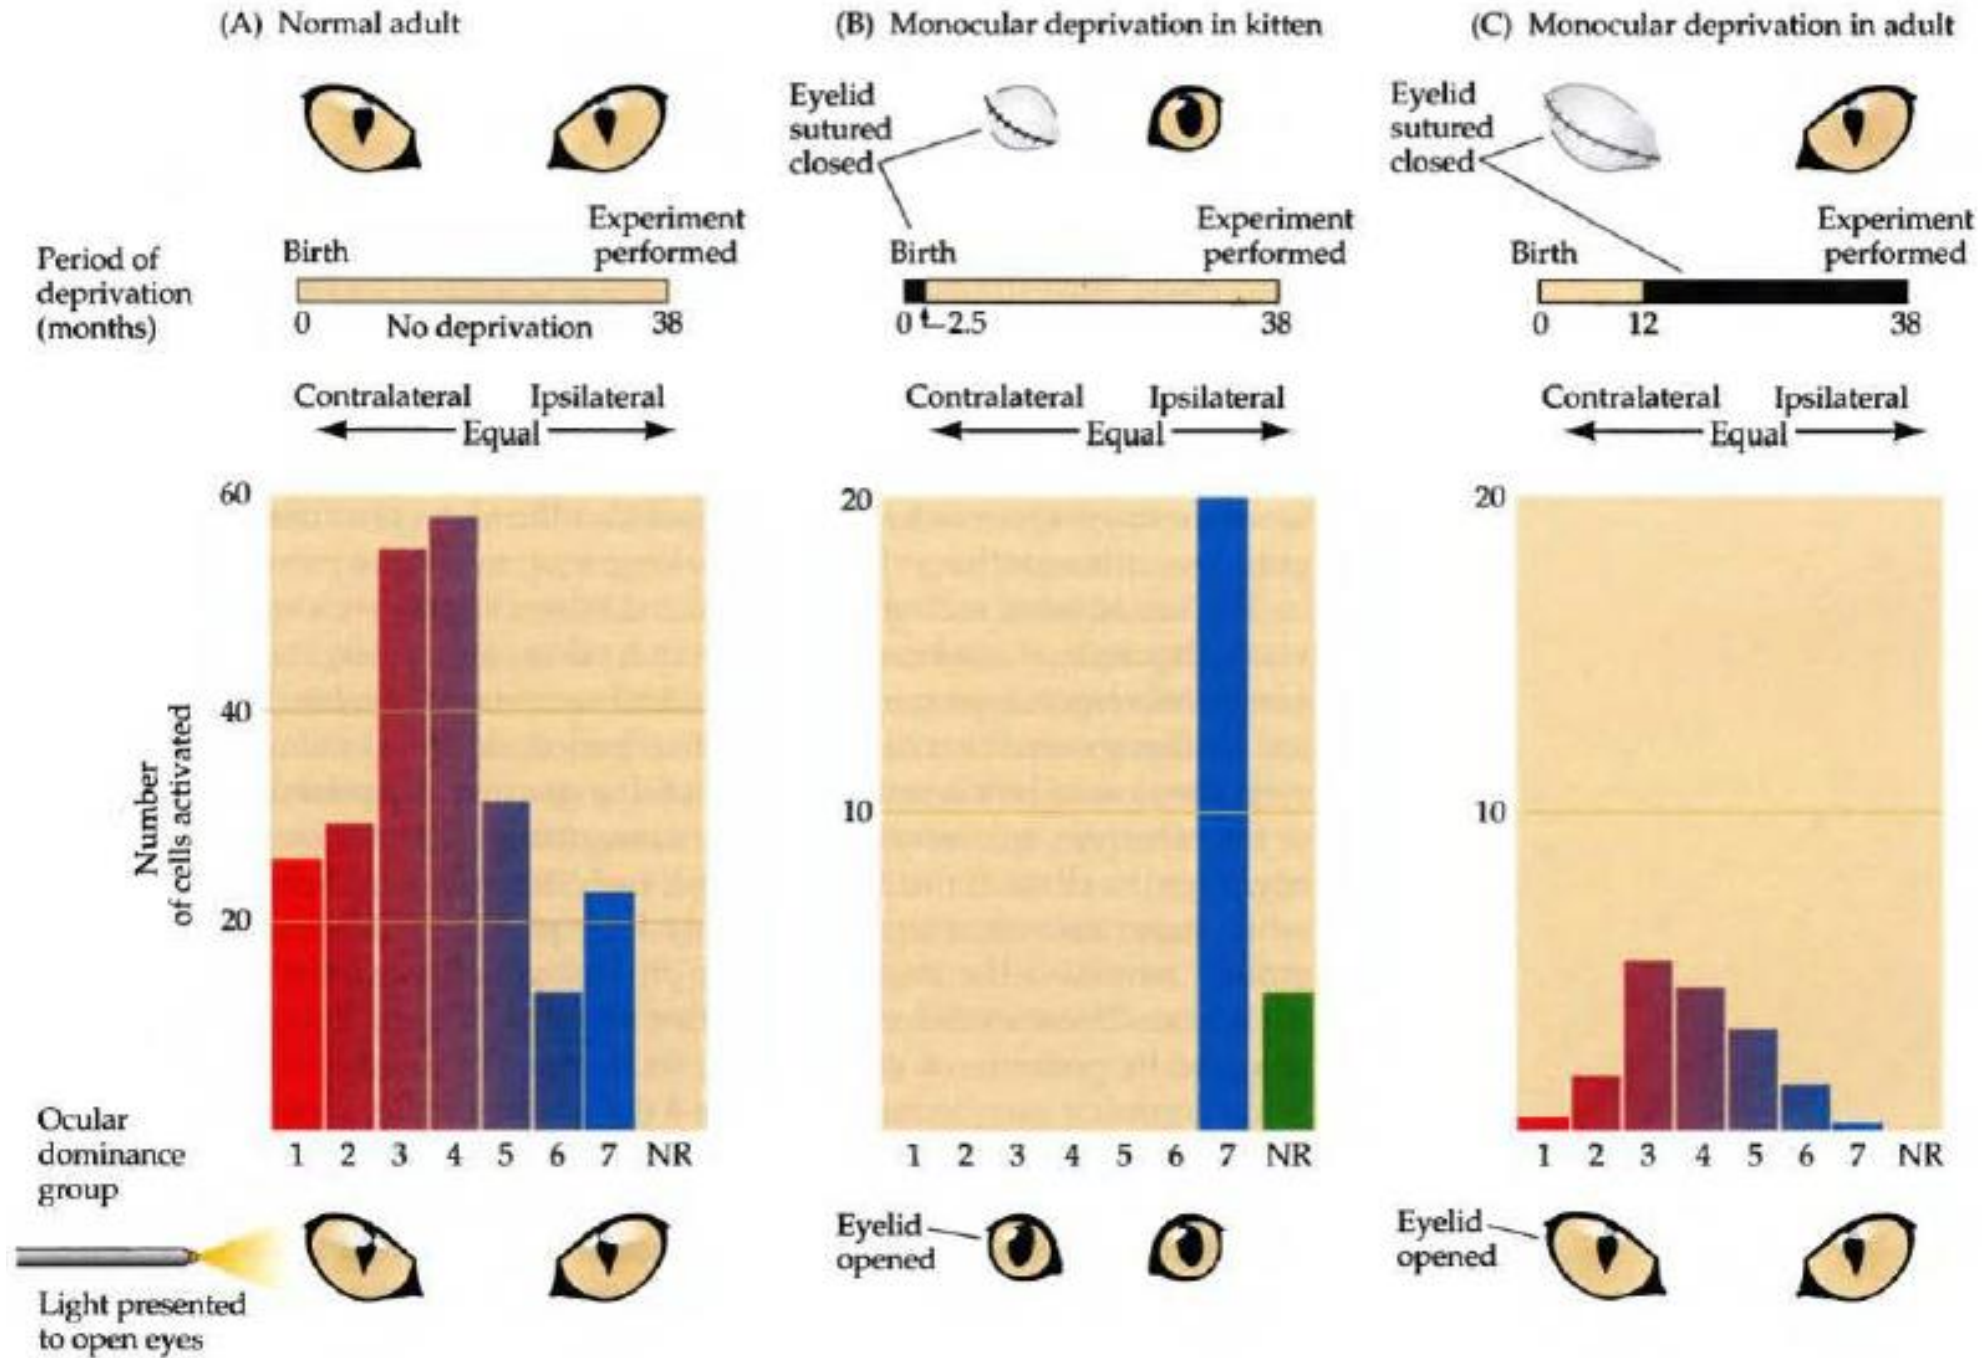 (A) Normal adult
(B) Monocular deprivation in kitten
(C) Monocular deprivation in adult
Eyelid
sutured
closed
Eyelid
sutured
closed
Period of
deprivation
(months)
Birth
Experiment
performed
0
No deprivation
38
Birth
Experiment
performed
0
2.5
38
Birth
Experiment
performed
0
12
38
Contralateral
Ipsilateral
Equal
Contralateral
Ipsilateral
Equal
Contralateral
Ipsilateral
Equal
Number
of cells activated
60
40
20
20
10
20
10
Ocular
dominance
group
1 2 3 4 5 6 7 NR
1 2 3 4 5 6 7 NR
1 2 3 4 5 6 7 NR
Light presented
to open eyes
Eyelid
opened
Eyelid
opened